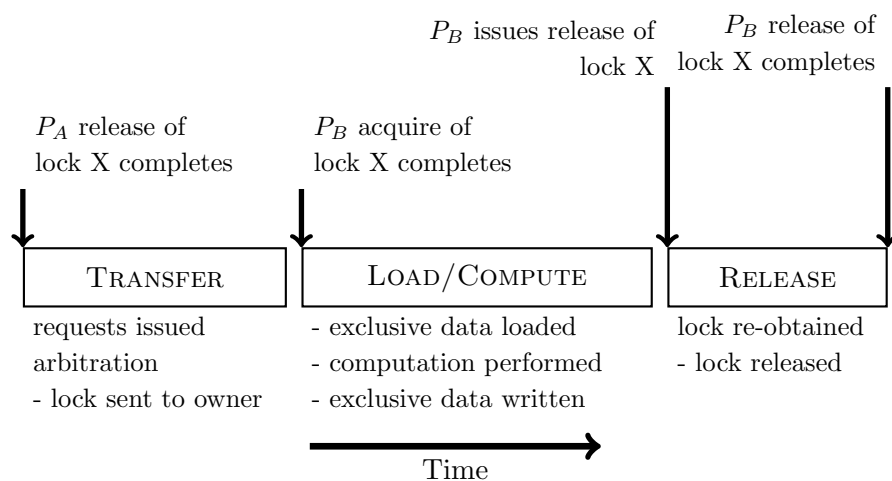 P_B issues release of
lock X
P_B release of
lock X completes
P_A release of
lock X completes
P_B acquire of
lock X completes
TRANSFER
LOAD/COMPUTE
RELEASE
requests issued
arbitration
- lock sent to owner
- exclusive data loaded
- computation performed
- exclusive data written
lock re-obtained
- lock released
Time